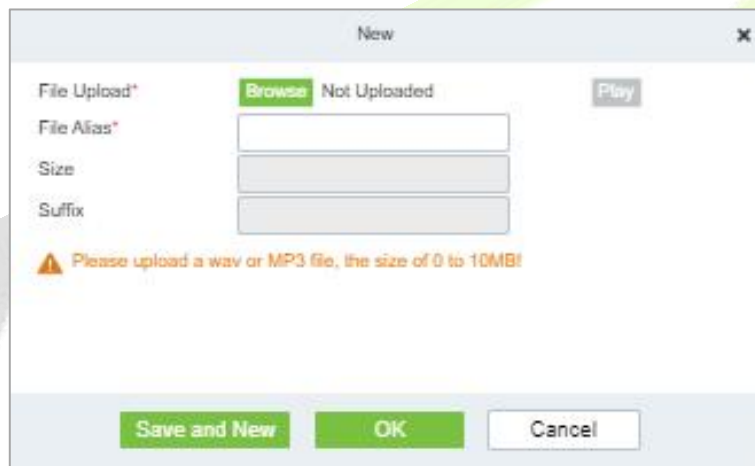 New ×
File Upload* Browse Not Uploaded Play
File Alias*
Size
Suffix
Please upload a wav or MP3 file, the size of 0 to 10MB!
Save and New OK Cancel